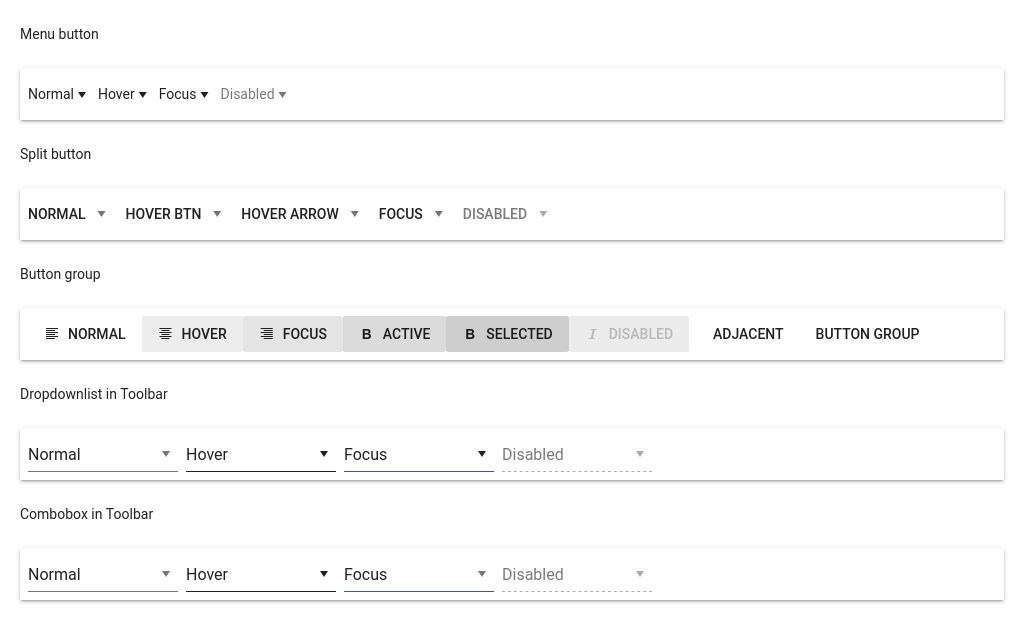 Menu button
Normal Hover Focus Disabled
Split button
NORMAL HOVER BTN HOVER ARROW FOCUS DISABLED
Button group
NORMAL HOVER FOCUS B ACTIVE B SELECTED I DISABLED ADJACENT BUTTON GROUP
Dropdownlist in Toolbar
Normal Hover Focus Disabled
Combobox in Toolbar
Normal Hover Focus Disabled